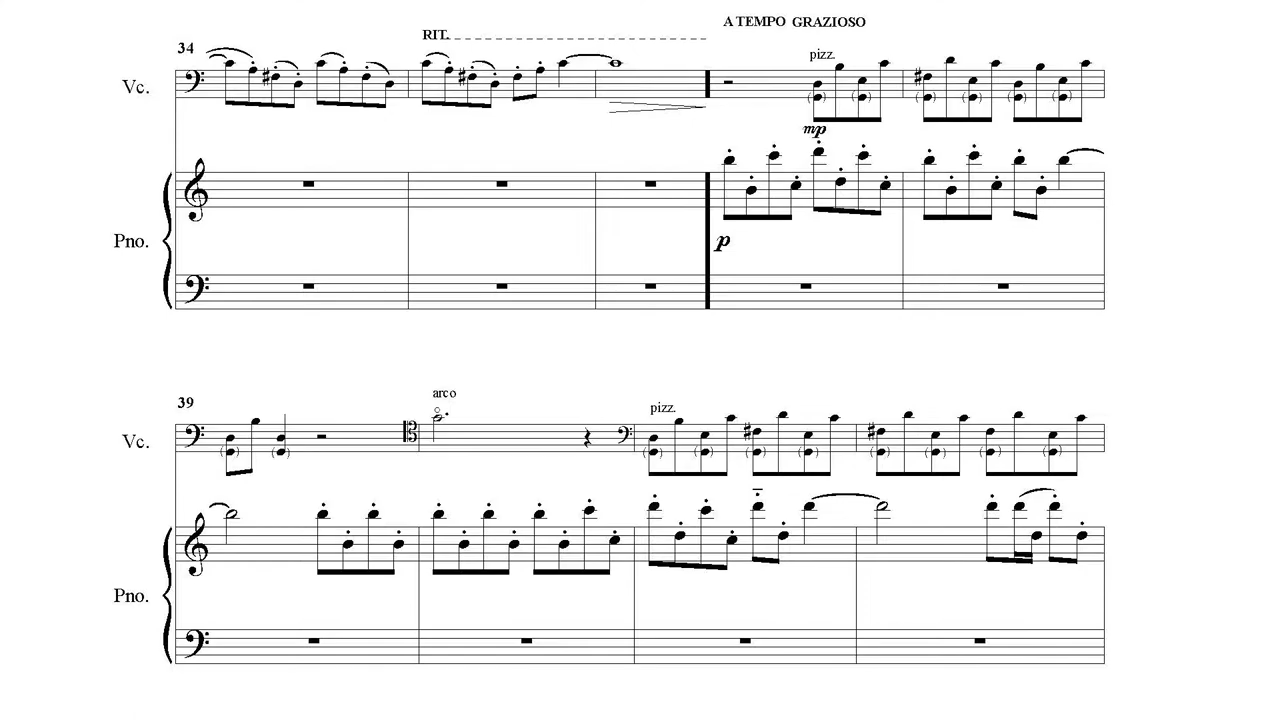 A TEMPO GRAZIOSO
RIT.
34
pizz.
Vc.
mp
Pno.
p
39
arco
pizz.
Vc.
Pno.